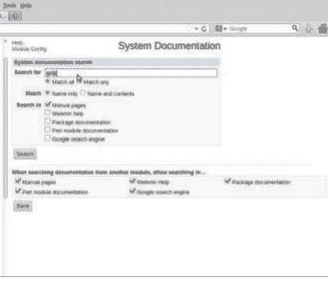 Tools Help
Google
Help..
Module Config
System Documentation
System documentation search
Search for
Match all Match any
Match Name only Name and contents
Search in Manual pages
Webmin help
Package documentation
Perl module documentation
Google search engine
Search
When searching documentation from another module, allow searching in ...
Manual pages Webmin help Package documentation
Perl module documentation Google search engine
Save